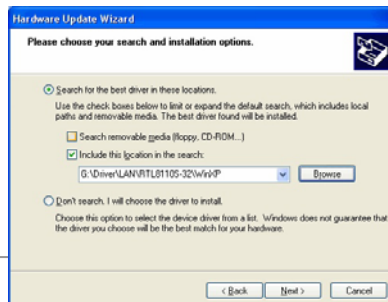 Hardware Update Wizard
Please choose your search and installation options.
Search for the best driver in these locations.
Use the check boxes below to limit or expand the default search, which includes local
paths and removable media. The best driver found will be installed.
Search removable media (floppy, CD-ROM...)
Include this location in the search:
G:\Driver\LAN\RTL8110S-32\WinXP
Browse
Don't search. I will choose the driver to install.
Choose this option to select the device driver from a list. Windows does not guarantee that
the driver you choose will be the best match for your hardware.
< Back
Next >
Cancel